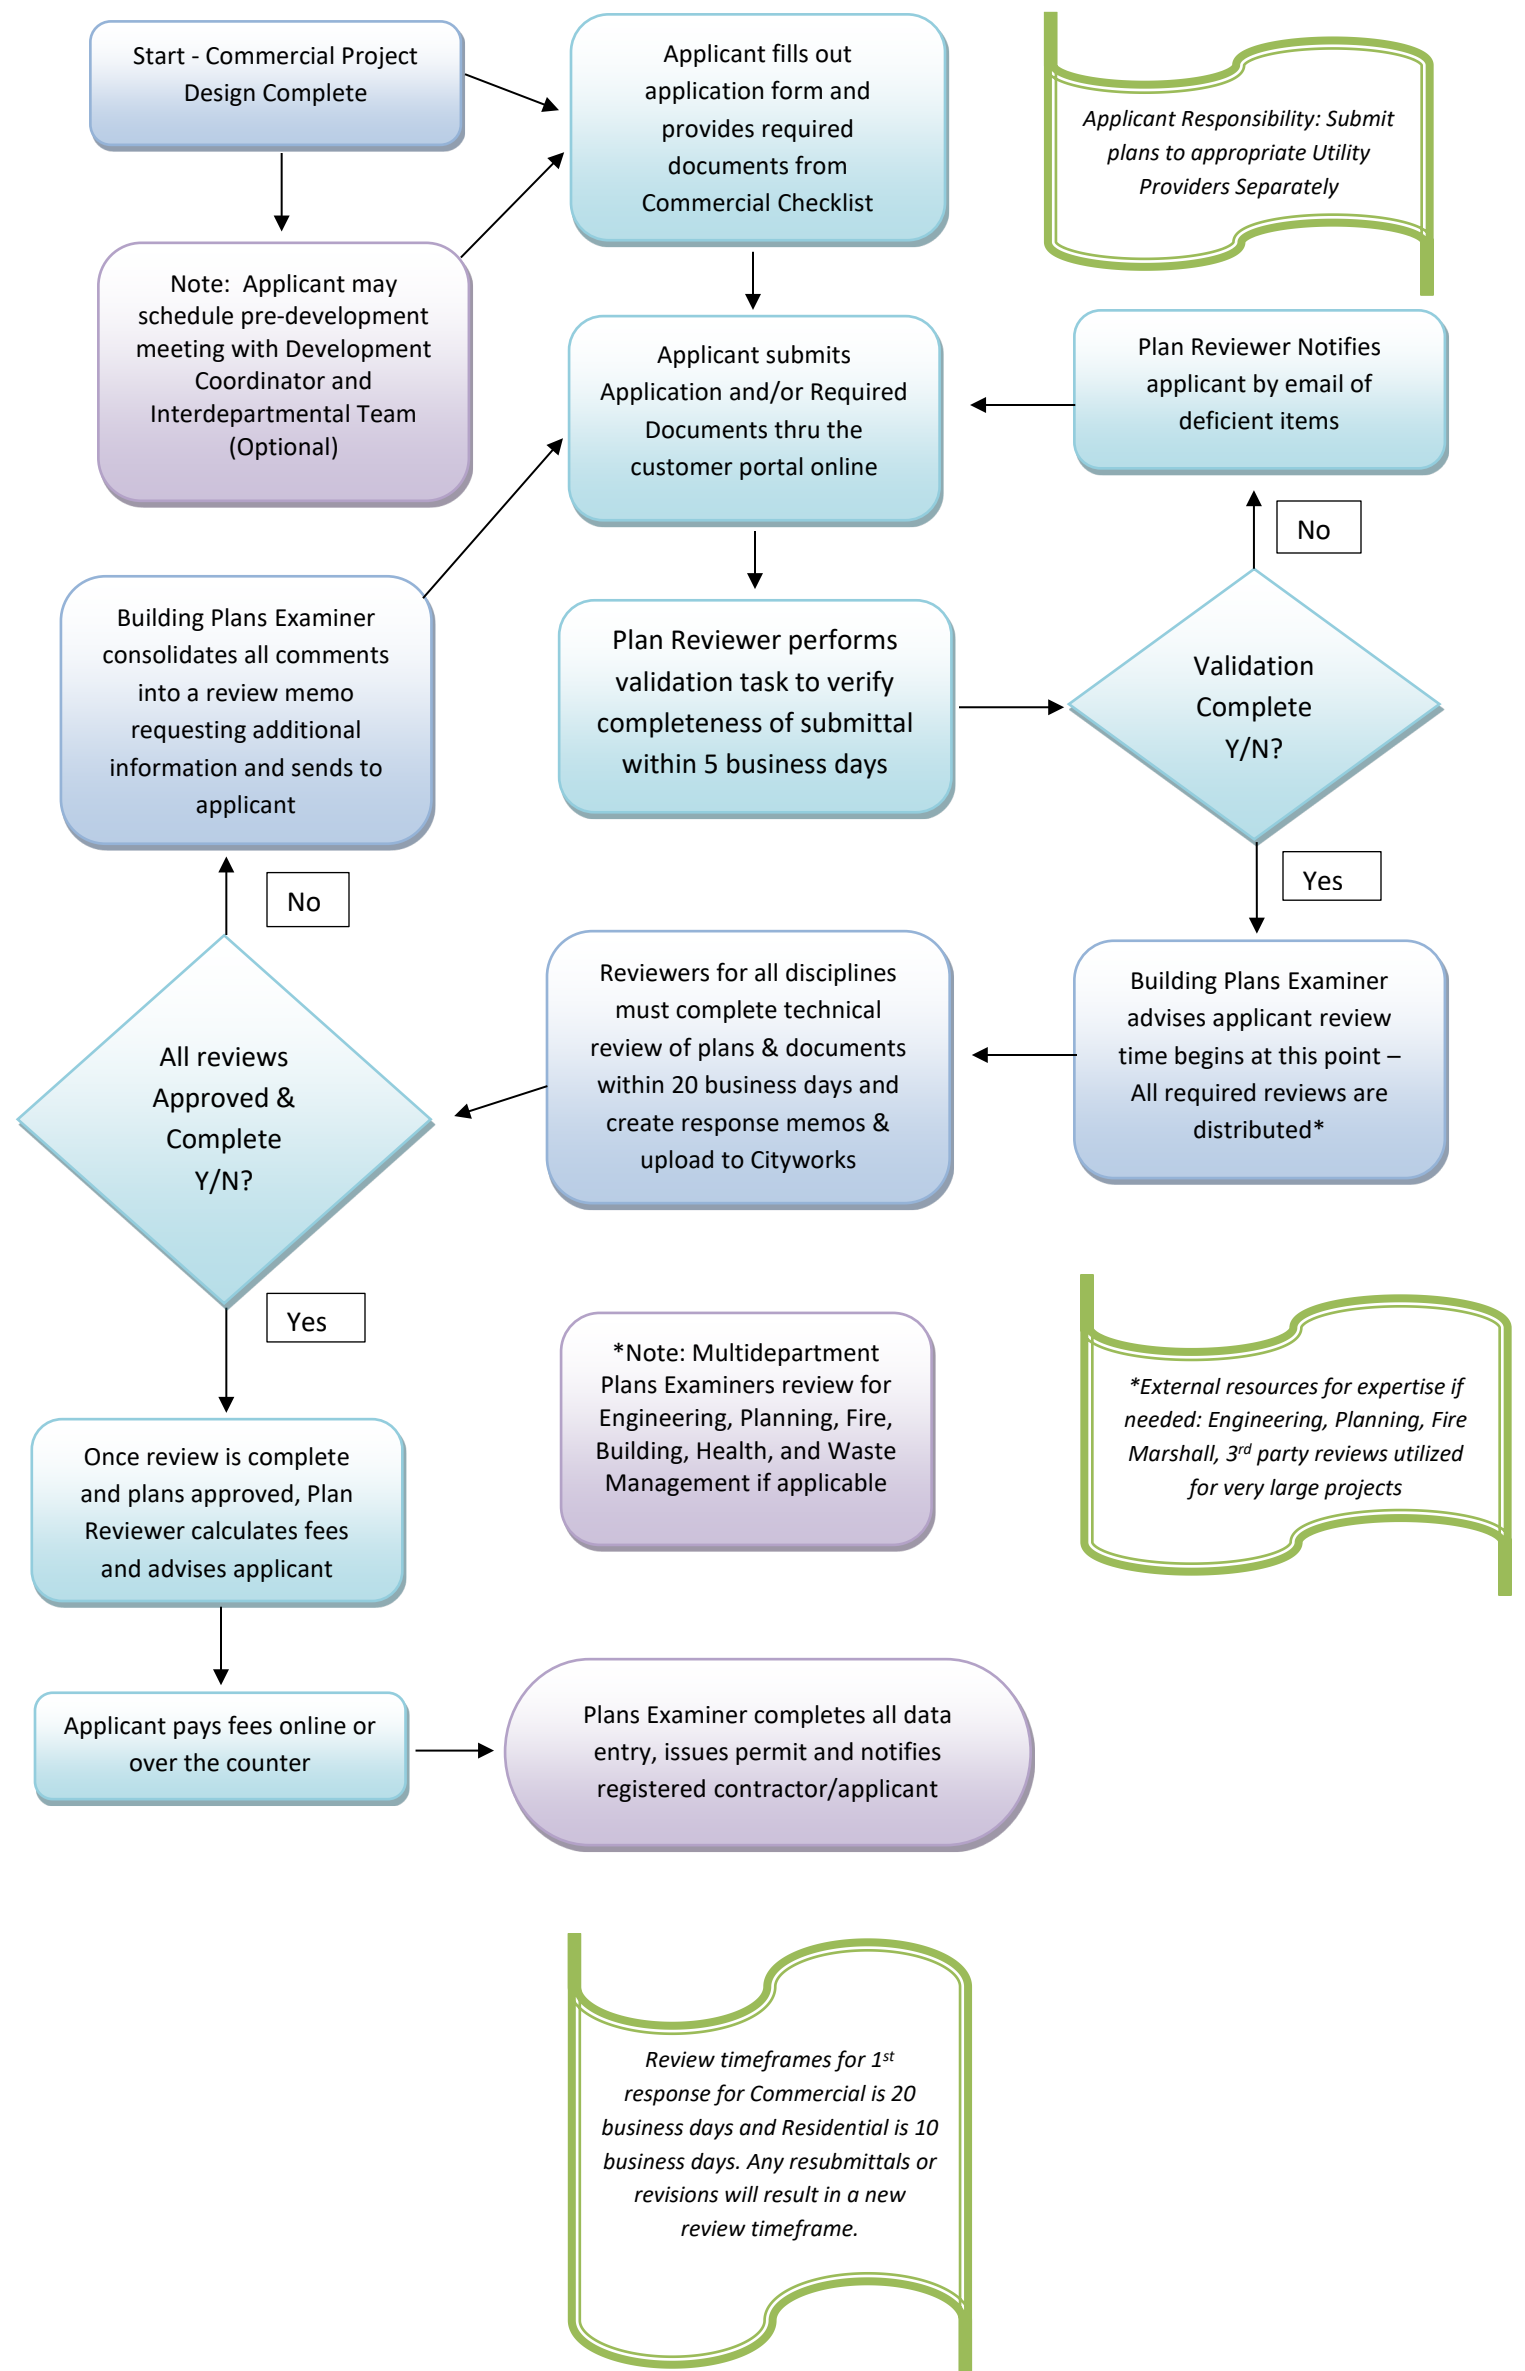 Start - Commercial Project
Design Complete
Applicant fills out
application form and
provides required
documents from
Commercial Checklist
Applicant Responsibility: Submit
plans to appropriate Utility
Providers Separately
Note:  Applicant may
schedule pre-development
meeting with Development
Coordinator and
Interdepartmental Team
(Optional)
Applicant submits
Application and/or Required
Documents thru the
customer portal online
Plan Reviewer Notifies
applicant by email of
deficient items
No
Building Plans Examiner
consolidates all comments
into a review memo
requesting additional
information and sends to
applicant
Plan Reviewer performs
validation task to verify
completeness of submittal
within 5 business days
Validation
Complete
Y/N?
Yes
No
All reviews
Approved &
Complete
Y/N?
Reviewers for all disciplines
must complete technical
review of plans & documents
within 20 business days and
create response memos &
upload to Cityworks
Building Plans Examiner
advises applicant review
time begins at this point –
All required reviews are
distributed*
Yes
*Note: Multidepartment
Plans Examiners review for
Engineering, Planning, Fire,
Building, Health, and Waste
Management if applicable
*External resources for expertise if
needed: Engineering, Planning, Fire
Marshall, 3rd party reviews utilized
for very large projects
Once review is complete
and plans approved, Plan
Reviewer calculates fees
and advises applicant
Applicant pays fees online or
over the counter
Plans Examiner completes all data
entry, issues permit and notifies
registered contractor/applicant
Review timeframes for 1st
response for Commercial is 20
business days and Residential is 10
business days. Any resubmittals or
revisions will result in a new
review timeframe.